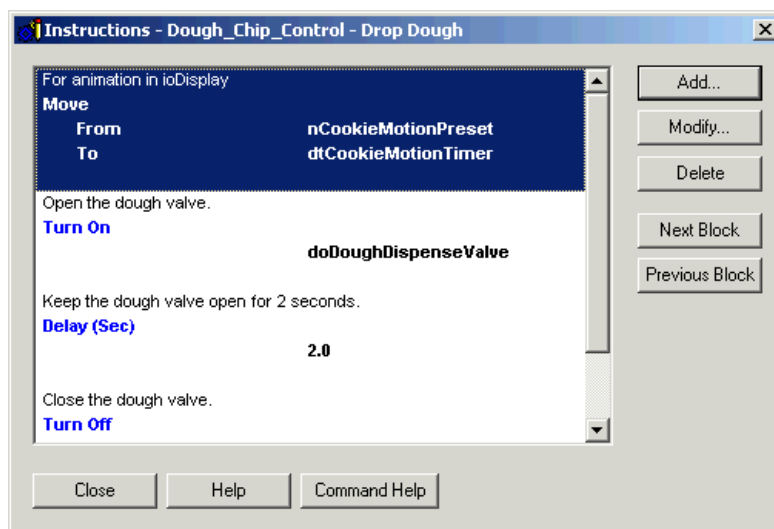 Instructions - Dough_Chip_Control - Drop Dough
For animation in ioDisplay
Move
From nCookieMotionPreset
To dtCookieMotionTimer
Open the dough valve.
Turn On
doDoughDispenseValve
Keep the dough valve open for 2 seconds.
Delay (Sec)
2.0
Close the dough valve.
Turn Off
Add...
Modify...
Delete
Next Block
Previous Block
Close Help Command Help